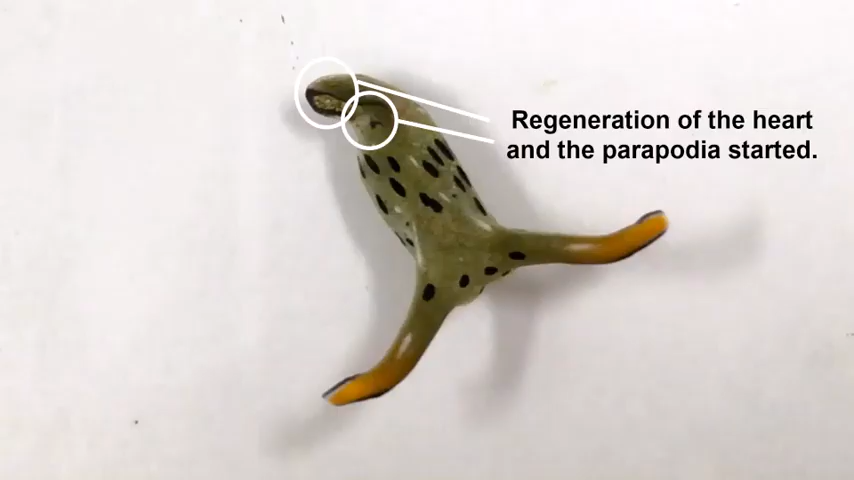 Regeneration of the heart
and the parapodia started.